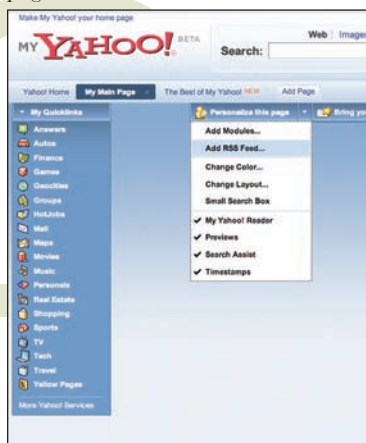 Make My Yahoo! your home page
MY YAHOO! BETA
Web Images
Search:
Yahoo! Home My Main Page The Best of My Yahoo! NEW Add Page
My Quicklinks
Answers
Autos
Finance
Games
Geocities
Groups
HotJobs
Mail
Maps
Movies
Music
Personals
Real Estate
Shopping
Sports
TV
Tech
Travel
Yellow Pages
More Yahoo! Services
Personalize this page
Bring
Add Modules...
Add RSS Feed...
Change Color...
Change Layout...
Small Search Box
✓ My Yahoo! Reader
✓ Previews
✓ Search Assist
✓ Timestamps